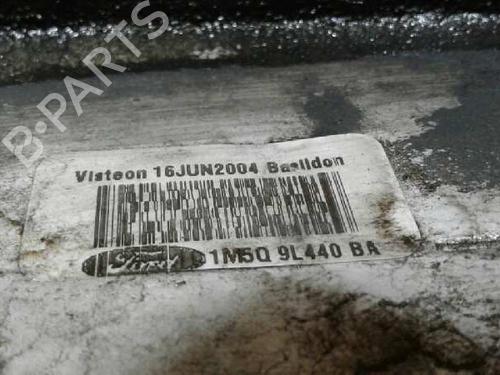 B-PARTS
Visteon 16JUN2004 Basildon
Ford 1M5Q 9L440 BA